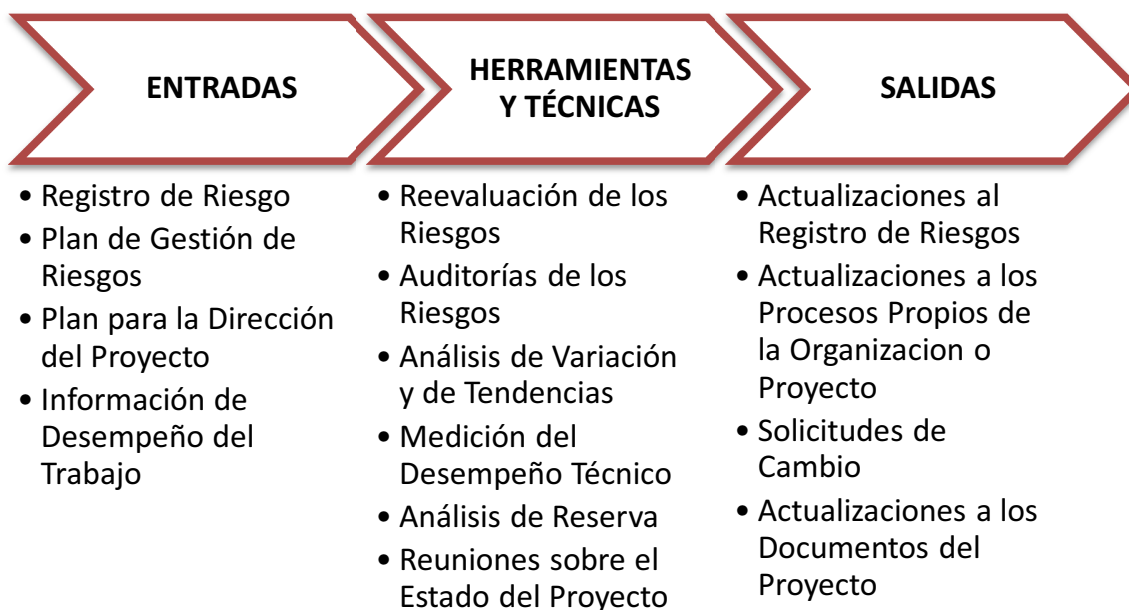 ENTRADAS
• Registro de Riesgo
• Plan de Gestión de
Riesgos
• Plan para la Dirección
del Proyecto
• Información de
Desempeño del
Trabajo
HERRAMIENTAS
Y TÉCNICAS
• Reevaluación de los
Riesgos
• Auditorías de los
Riesgos
• Análisis de Variación
y de Tendencias
• Medición del
Desempeño Técnico
• Análisis de Reserva
• Reuniones sobre el
Estado del Proyecto
SALIDAS
• Actualizaciones al
Registro de Riesgos
• Actualizaciones a los
Procesos Propios de
la Organizacion o
Proyecto
• Solicitudes de
Cambio
• Actualizaciones a los
Documentos del
Proyecto